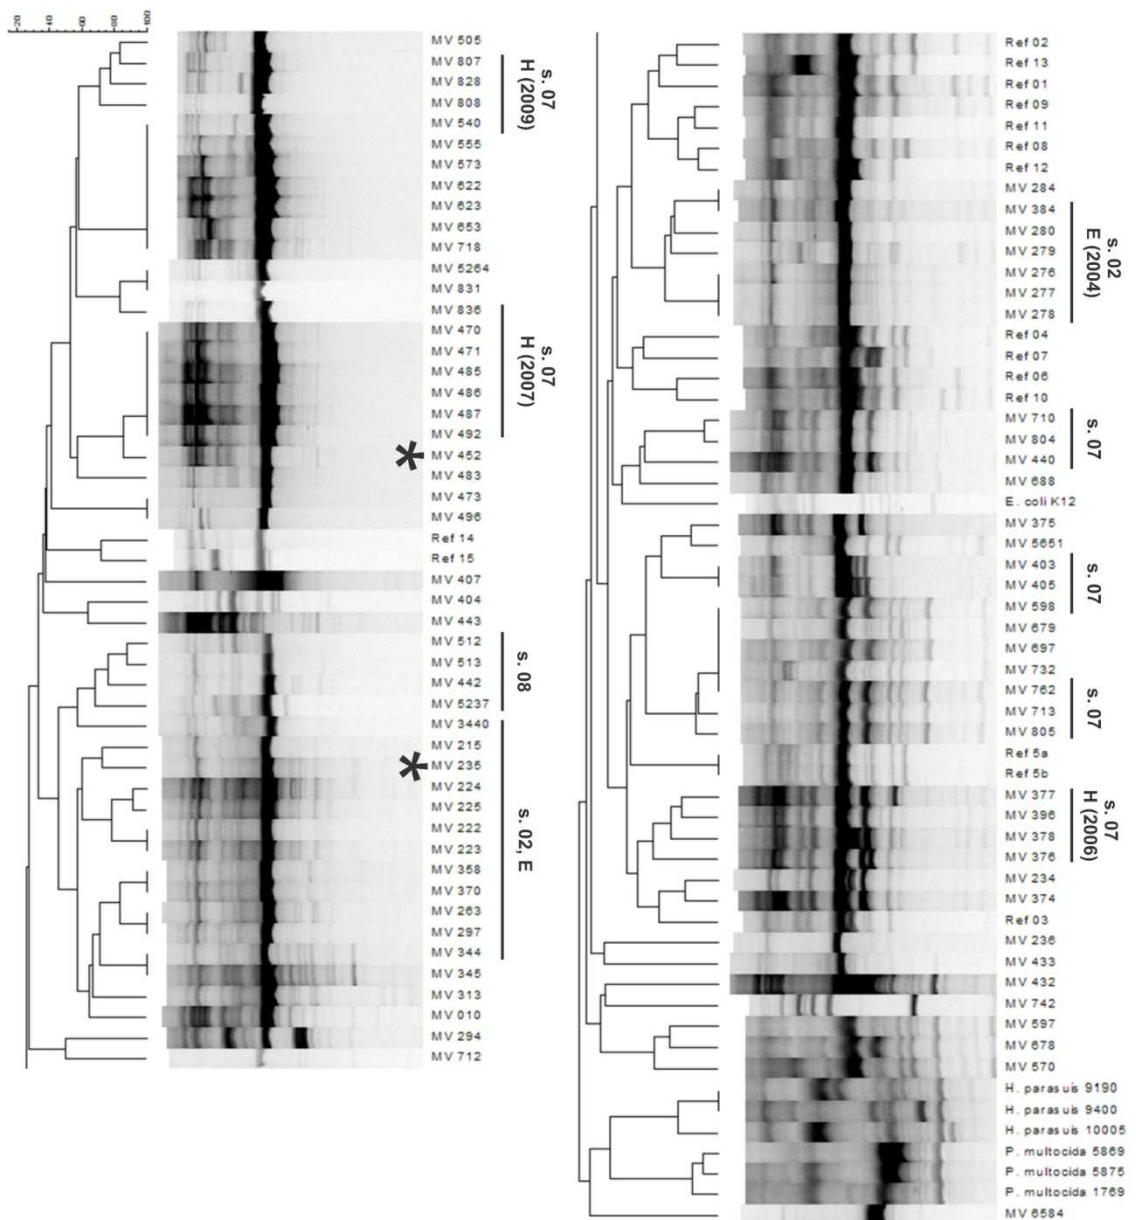 20
40
60
80
100
MV 505
MV 807
MV 828
MV 808
MV 540
MV 555
MV 573
MV 622
MV 623
MV 653
MV 718
MV 5264
MV 831
MV 836
MV 470
MV 471
MV 485
MV 486
MV 487
MV 492
MV 452
MV 483
MV 473
MV 496
Ref 14
Ref 15
MV 407
MV 404
MV 443
MV 512
MV 513
MV 442
MV 5237
MV 3440
MV 215
MV 235
MV 224
MV 225
MV 222
MV 223
MV 358
MV 370
MV 263
MV 297
MV 344
MV 345
MV 313
MV 010
MV 294
MV 712
s. 07
H (2009)
s. 07
H (2007)
*
s. 08
*
s. 02, E
Ref 02
Ref 13
Ref 01
Ref 09
Ref 11
Ref 08
Ref 12
MV 284
MV 384
MV 280
MV 279
MV 276
MV 277
MV 278
Ref 04
Ref 07
Ref 06
Ref 10
MV 710
MV 804
MV 440
MV 688
E. coli K12
MV 375
MV 5651
MV 403
MV 405
MV 598
MV 679
MV 697
MV 732
MV 762
MV 713
MV 805
Ref 5a
Ref 5b
MV 377
MV 396
MV 378
MV 376
MV 234
MV 374
Ref 03
MV 236
MV 433
MV 432
MV 742
MV 597
MV 678
MV 570
H. parasuis 9190
H. parasuis 9400
H. parasuis 10005
P. multocida 5869
P. multocida 5875
P. multocida 1769
MV 6584
s. 02
E (2004)
s. 07
s. 07
s. 07
s. 07
H (2006)